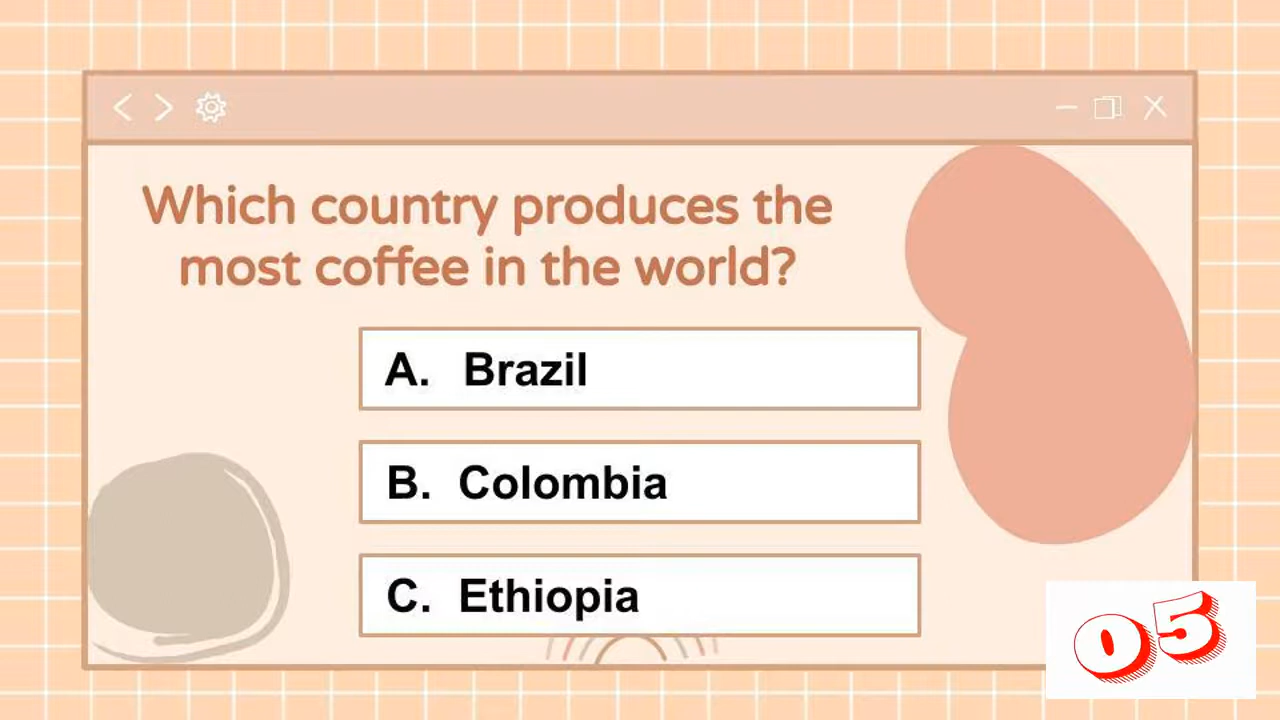 Which country produces the
most coffee in the world?
A. Brazil
B. Colombia
C. Ethiopia
05